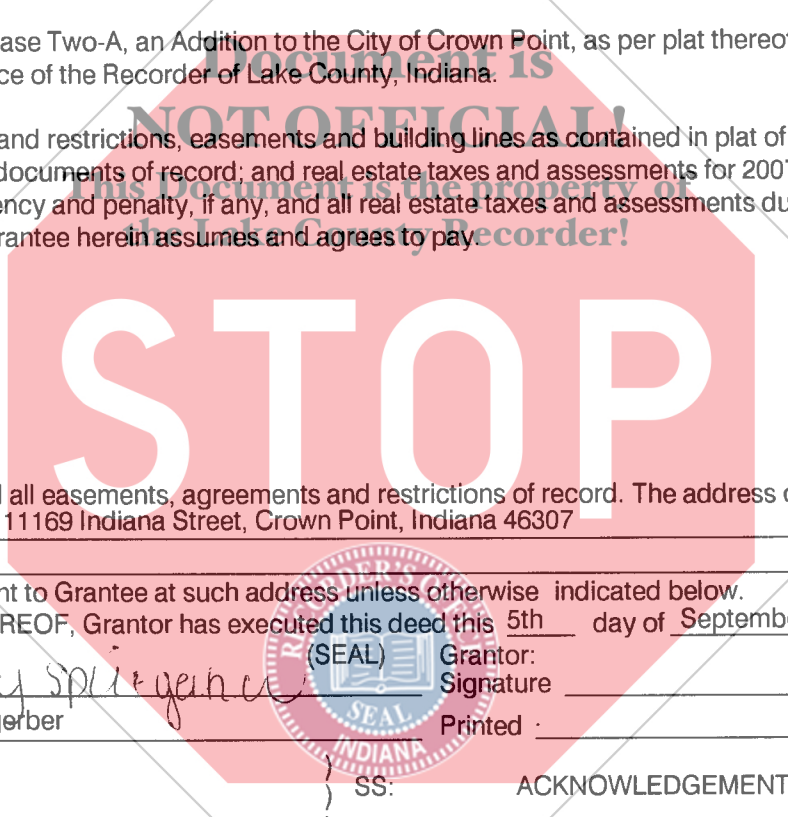 ase Two-A, an Addition to the City of Crown Point, as per plat thereof
Document is
ce of the Recorder of Lake County, Indiana.
NOT OFFICIAL!
and restrictions, easements and building lines as contained in plat of
documents of record; and real estate taxes and assessments for 2007
This Document is the property of
ency and penalty, if any, and all real estate taxes and assessments du
the Lake County Recorder!
rantee herein assumes and agrees to pay.
STOP
all easements, agreements and restrictions of record. The address o
11169 Indiana Street, Crown Point, Indiana 46307
nt to Grantee at such address unless otherwise indicated below.
REOF, Grantor has executed this deed this 5th day of Septembe
(SEAL) Grantor:
Signature
gerber
Printed
RECORDER'S OFFICE
SEAL
INDIANA
SS: ACKNOWLEDGEMENT